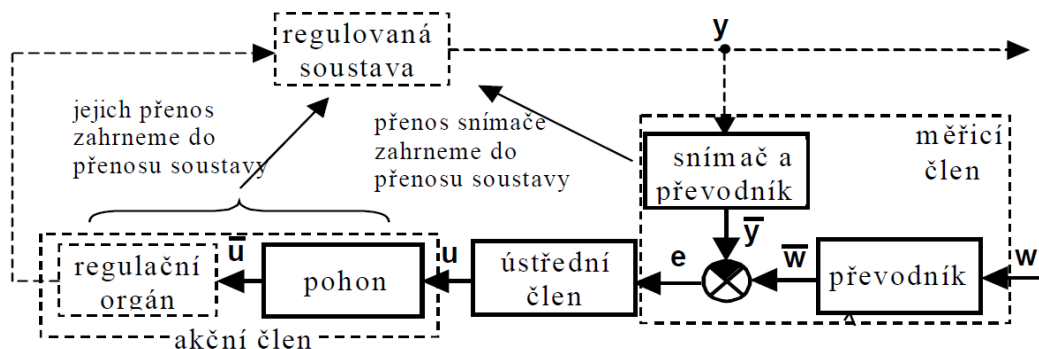 regulovaná
soustava
y
jejich přenos
zahrneme do
přenosu soustavy
přenos snímače
zahrneme do
přenosu soustavy
snímač a
převodník
měřicí
člen
y̅
u̅
u
e
w̅
w
regulační
orgán
pohon
ústřední
člen
převodník
akční člen